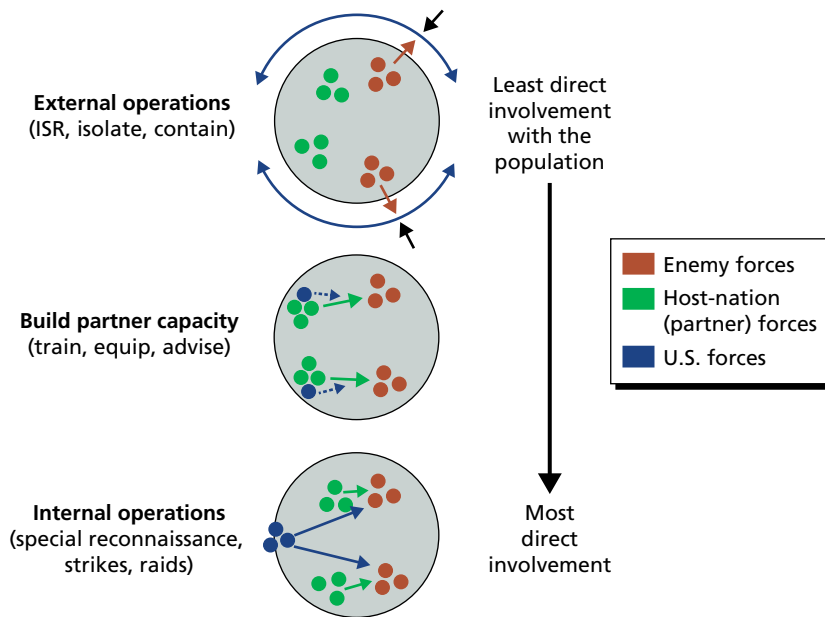 External operations
(ISR, isolate, contain)
Least direct
involvement
with the
population
Enemy forces
Host-nation
(partner) forces
U.S. forces
Build partner capacity
(train, equip, advise)
Internal operations
(special reconnaissance,
strikes, raids)
Most
direct
involvement